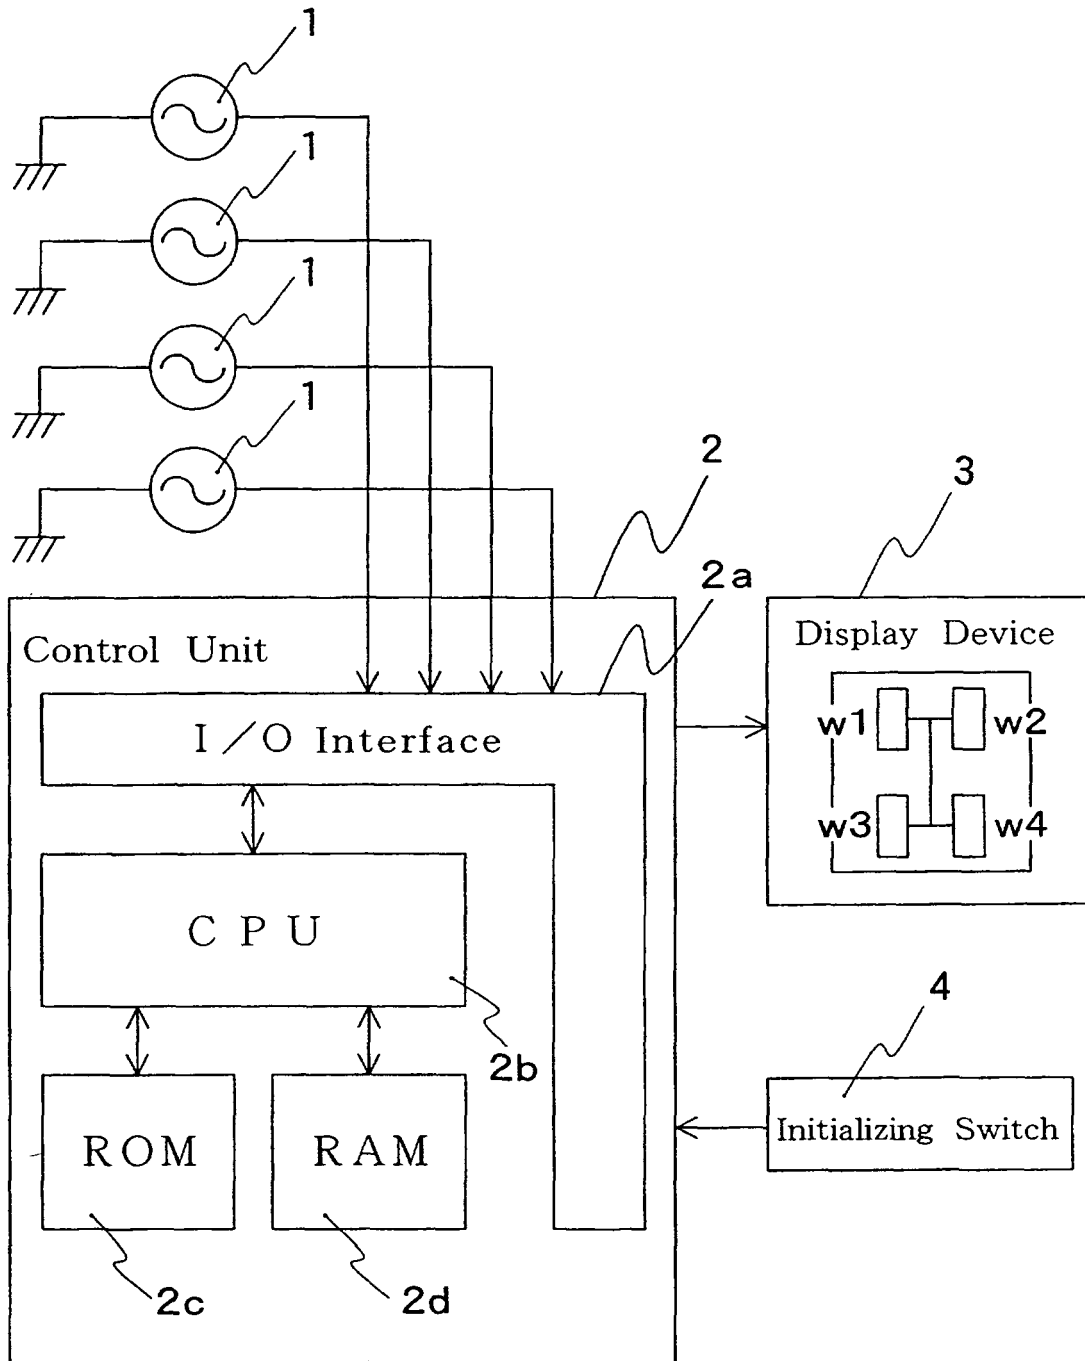 1
1
1
1
2
3
2a
Control Unit
Display Device
I/O Interface
w1 w2
w3 w4
CPU
2b
4
Initializing Switch
ROM RAM
2c 2d